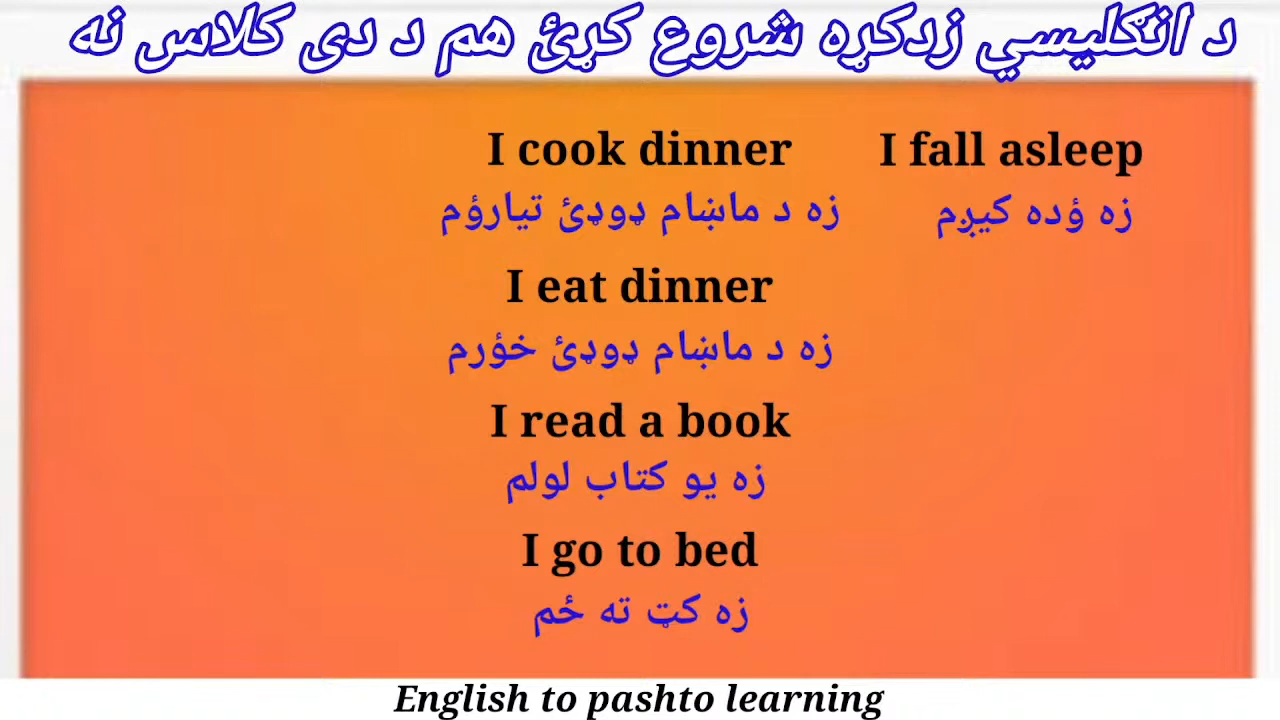 د انګلیسي زدکړه شروع کړئ هم د دی کلاس نه
I cook dinner
زه د ماښام ډوډئ تیارؤم
I eat dinner
زه د ماښام ډوډئ خؤرم
I read a book
زه یو کتاب لولم
I go to bed
زه کټ ته ځم
I fall asleep
زه ؤده کیږم
English to pashto learning